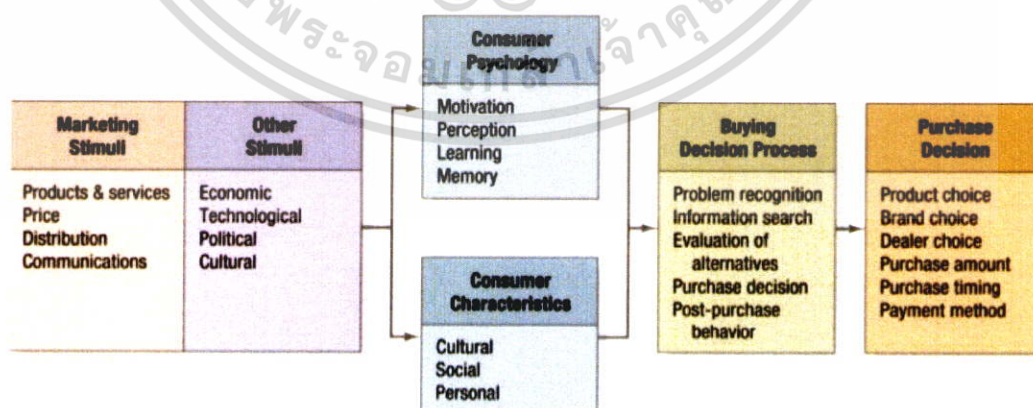 Marketing
Stimuli
Products & services
Price
Distribution
Communications
Other
Stimuli
Economic
Technological
Political
Cultural
Consumer
Psychology
Motivation
Perception
Learning
Memory
Consumer
Characteristics
Cultural
Social
Personal
Buying
Decision Process
Problem recognition
Information search
Evaluation of
alternatives
Purchase decision
Post-purchase
behavior
Purchase
Decision
Product choice
Brand choice
Dealer choice
Purchase amount
Purchase timing
Payment method